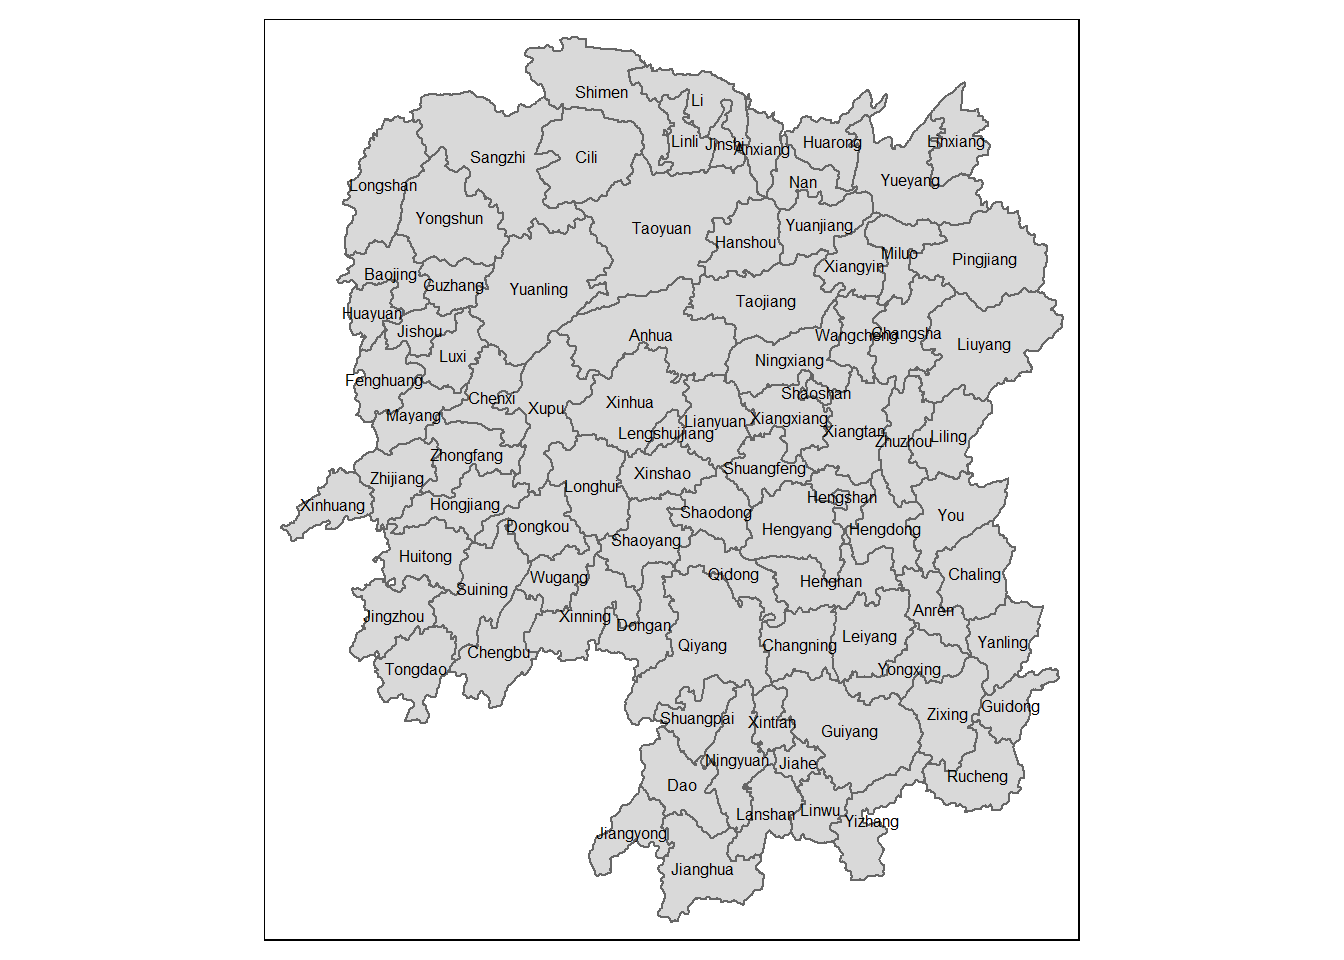 Shimen
Li
Linli
Jinshi
Anxiang
Huarong
Linxiang
Sangzhi
Cili
Longshan
Nan
Yueyang
Yongshun
Taoyuan
Hanshou
Yuanjiang
Miluo
Pingjiang
Xiangyin
Baojing
Guzhang
Yuanling
Taojiang
Huayuan
Jishou
Anhua
Wangcheng
Changsha
Liuyang
Luxi
Ningxiang
Fenghuang
Shaoshan
Chenxi
Xupu
Xinhua
Mayang
Lianyuan
Xiangxiang
Lengshuijiang
Xiangtan
Zhuzhou
Liling
Zhongfang
Shuangfeng
Zhijiang
Xinshao
Longhui
Hengshan
Xinhuang
Hongjiang
Shaodong
You
Dongkou
Hengyang
Hengdong
Shaoyang
Huitong
Wugang
Qidong
Henghan
Chaling
Suining
Jingzhou
Xinning
Dongan
Anren
Leiyang
Yanling
Qiyang
Changning
Chengbu
Tongdao
Yongxing
Shuangpai
Xintian
Guidong
Zixing
Guiyang
Ningyuan
Jiahe
Rucheng
Dao
Lanshan
Linwu
Yizhang
Jiangyong
Jianghua